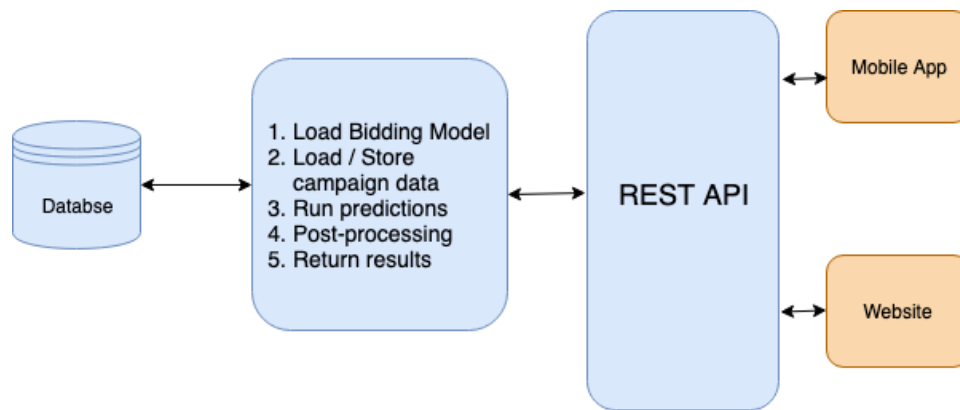 Databse
1. Load Bidding Model
2. Load / Store
campaign data
3. Run predictions
4. Post-processing
5. Return results
REST API
Mobile App
Website